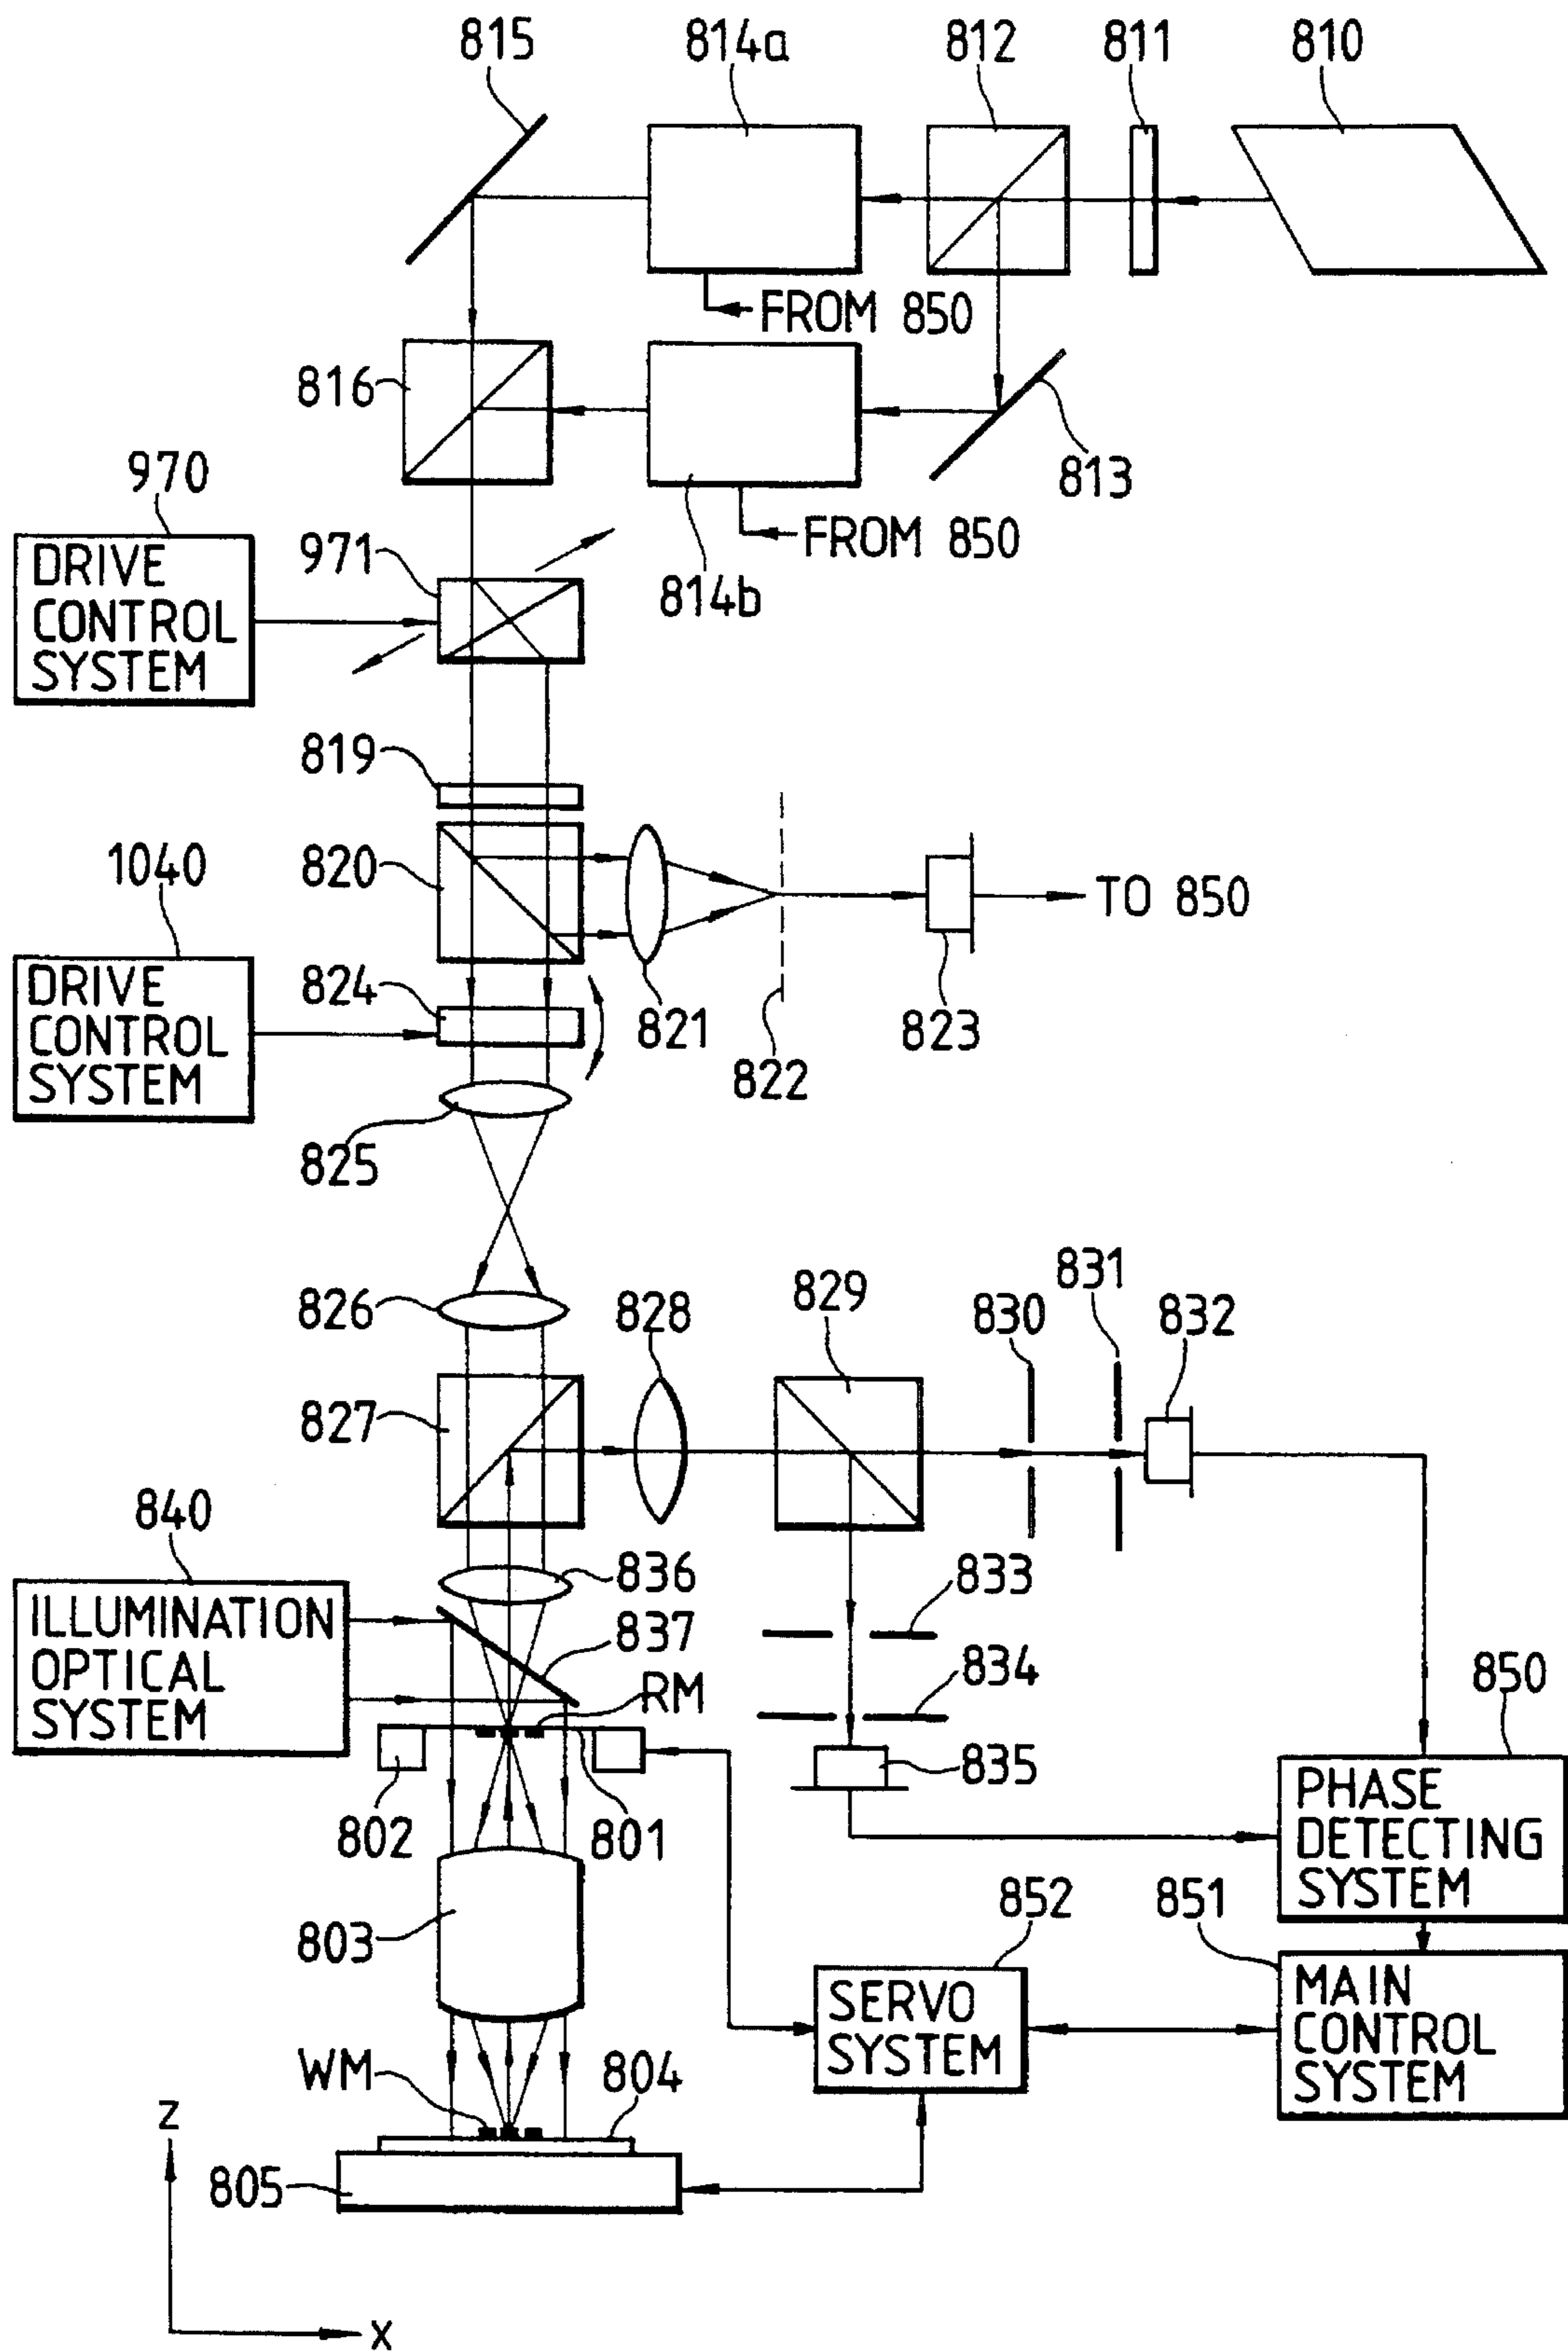 815
814a
812
811
810
FROM 850
816
813
970
DRIVE
CONTROL
SYSTEM
971
FROM 850
814b
819
1040
820
TO 850
DRIVE
CONTROL
SYSTEM
824
821
823
822
825
831
826
828
829
830
832
827
840
836
833
ILLUMINATION
OPTICAL
SYSTEM
837
RM
834
850
835
802
801
PHASE
DETECTING
SYSTEM
852
851
803
SERVO
SYSTEM
MAIN
CONTROL
SYSTEM
WM
804
Z
805
X